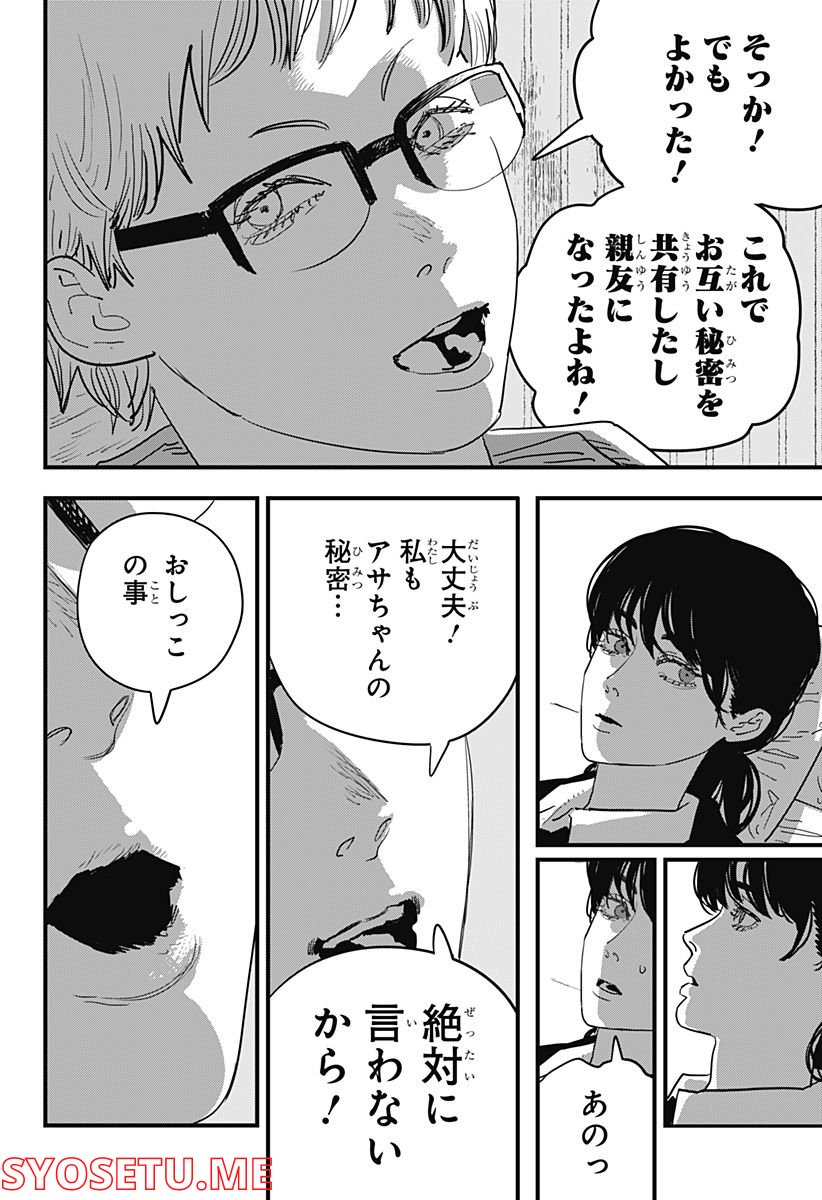 そっか！
でも
よかった！
これで
お互い秘密を
共有したし
親友に
なったよね！
あのっ
大丈夫！
私も
アサちゃんの
秘密…
絶対に
言わない
から！
おしっこ
の事
SYOSETU.ME